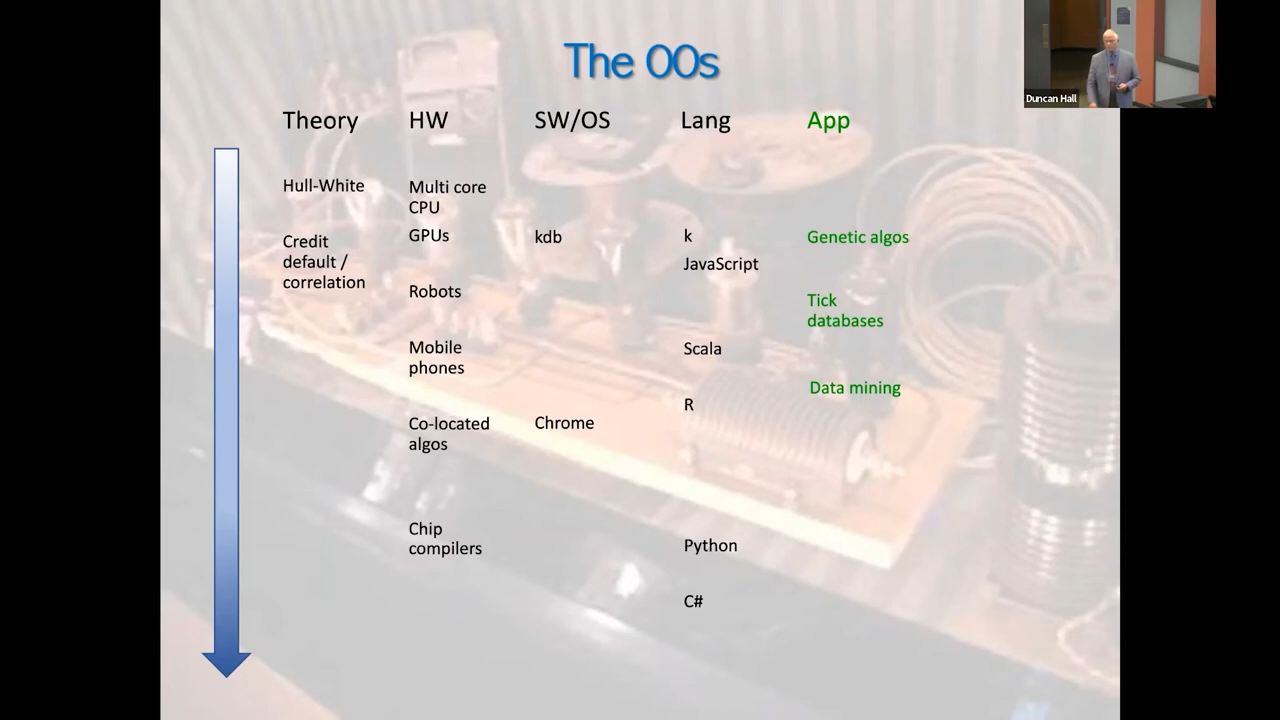 The 00s
Duncan Hall
Theory HW SW/OS Lang App
Hull-White
Credit
default /
correlation
Multi core
CPU
GPUs
Robots
Mobile
phones
Co-located
algos
Chip
compilers
kdb
Chrome
k
JavaScript
Scala
R
Python
C#
Genetic algos
Tick
databases
Data mining